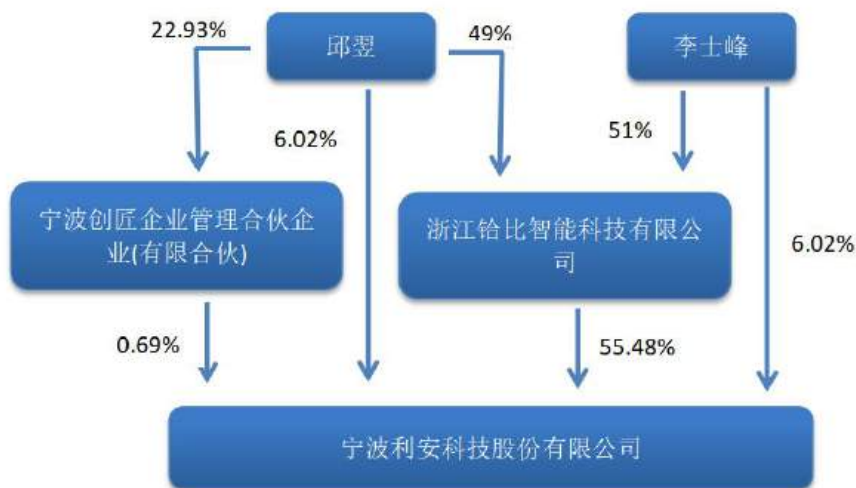 22.93%
邱翌
49%
李士峰
6.02%
51%
宁波创匠企业管理合伙企
业(有限合伙)
浙江铪比智能科技有限公
司
6.02%
0.69%
55.48%
宁波利安科技股份有限公司